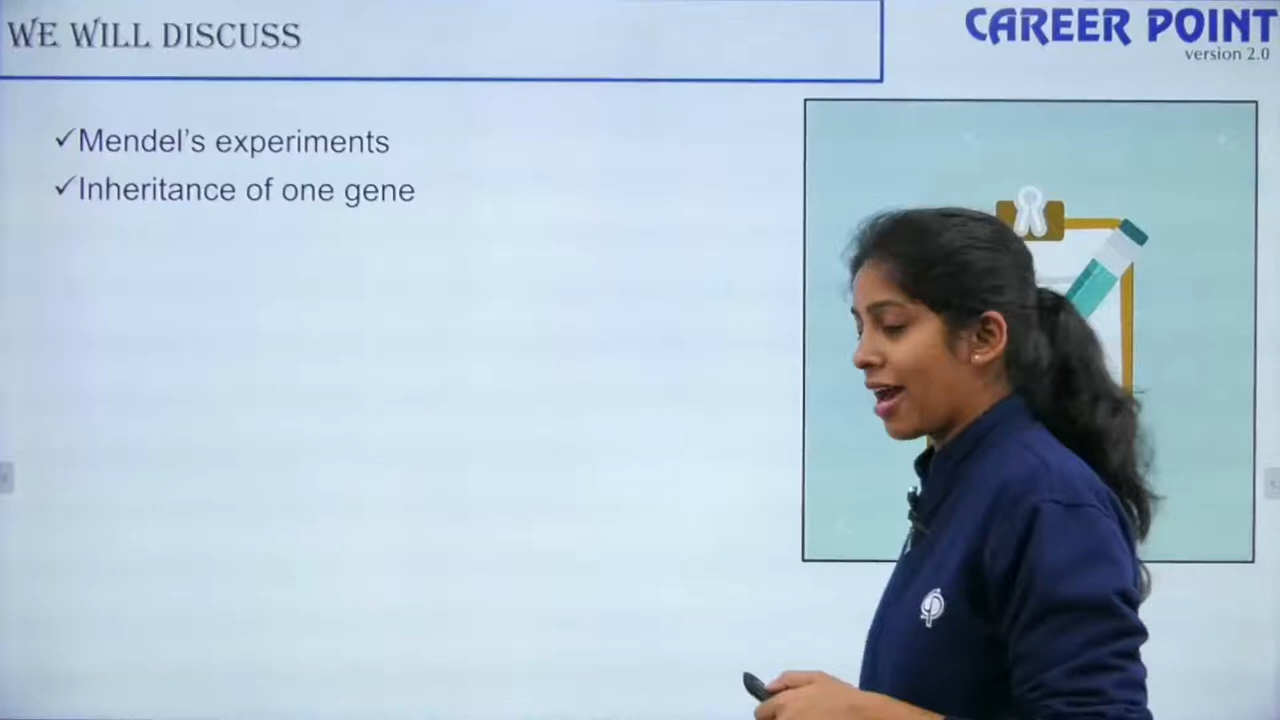 WE WILL DISCUSS
CAREER POINT
version 2.0
✓Mendel's experiments
✓Inheritance of one gene